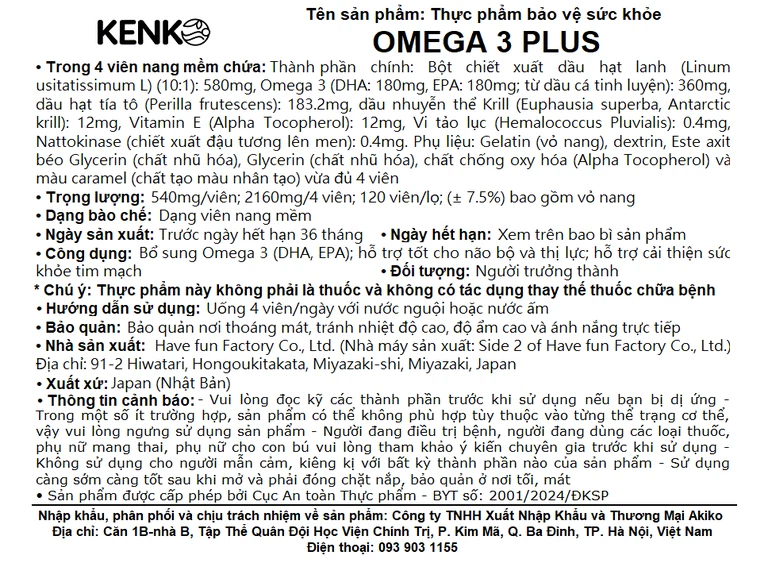 KENKO
Tên sản phẩm: Thực phẩm bảo vệ sức khỏe
OMEGA 3 PLUS
• Trong 4 viên nang mềm chứa: Thành phần chính: Bột chiết xuất dầu hạt lanh (Linum
usitatissimum L) (10:1): 580mg, Omega 3 (DHA: 180mg, EPA: 180mg; từ dầu cá tinh luyện): 360mg,
dầu hạt tía tô (Perilla frutescens): 183.2mg, dầu nhuyễn thể Krill (Euphausia superba, Antarctic
krill): 12mg, Vitamin E (Alpha Tocopherol): 12mg, Vi tảo lục (Hemalococcus Pluvialis): 0.4mg,
Nattokinase (chiết xuất đậu tương lên men): 0.4mg. Phụ liệu: Gelatin (vỏ nang), dextrin, Este axit
béo Glycerin (chất nhũ hóa), Glycerin (chất nhũ hóa), chất chống oxy hóa (Alpha Tocopherol) và
màu caramel (chất tạo màu nhân tạo) vừa đủ 4 viên
• Trọng lượng: 540mg/viên; 2160mg/4 viên; 120 viên/lọ; (± 7.5%) bao gồm vỏ nang
• Dạng bào chế: Dạng viên nang mềm
• Ngày sản xuất: Trước ngày hết hạn 36 tháng • Ngày hết hạn: Xem trên bao bì sản phẩm
• Công dụng: Bổ sung Omega 3 (DHA, EPA); hỗ trợ tốt cho não bộ và thị lực; hỗ trợ cải thiện sức
khỏe tim mạch • Đối tượng: Người trưởng thành
* Chú ý: Thực phẩm này không phải là thuốc và không có tác dụng thay thế thuốc chữa bệnh
• Hướng dẫn sử dụng: Uống 4 viên/ngày với nước nguội hoặc nước ấm
• Bảo quản: Bảo quản nơi thoáng mát, tránh nhiệt độ cao, độ ẩm cao và ánh nắng trực tiếp
• Nhà sản xuất: Have fun Factory Co., Ltd. (Nhà máy sản xuất: Side 2 of Have fun Factory Co., Ltd.)
Địa chỉ: 91-2 Hiwatari, Hongoukitakata, Miyazaki-shi, Miyazaki, Japan
• Xuất xứ: Japan (Nhật Bản)
• Thông tin cảnh báo: - Vui lòng đọc kỹ các thành phần trước khi sử dụng nếu bạn bị dị ứng -
Trong một số ít trường hợp, sản phẩm có thể không phù hợp tùy thuộc vào từng thể trạng cơ thể,
vậy vui lòng ngưng sử dụng sản phẩm - Người đang điều trị bệnh, người đang dùng các loại thuốc,
phụ nữ mang thai, phụ nữ cho con bú vui lòng tham khảo ý kiến chuyên gia trước khi sử dụng -
Không sử dụng cho người mẫn cảm, kiêng kị với bất kỳ thành phần nào của sản phẩm - Sử dụng
càng sớm càng tốt sau khi mở và phải đóng chặt nắp, bảo quản ở nơi tối, mát
• Sản phẩm được cấp phép bởi Cục An toàn Thực phẩm - BYT số: 2001/2024/ĐKSP
Nhập khẩu, phân phối và chịu trách nhiệm về sản phẩm: Công ty TNHH Xuất Nhập Khẩu và Thương Mại Akiko
Địa chỉ: Căn 1B-nhà B, Tập Thể Quân Đội Học Viện Chính Trị, P. Kim Mã, Q. Ba Đình, TP. Hà Nội, Việt Nam
Điện thoại: 093 903 1155